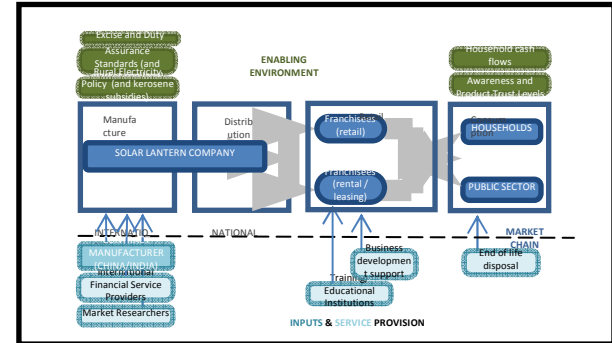 Excise and Duty
Assurance
Standards (and
Rural Electricity
Policy (and kerosene
subsidies)
ENABLING
ENVIRONMENT
Household cash
flows
Awareness and
Product Trust Levels
Manufa
cture
Distrib
ution
SOLAR LANTERN COMPANY
Franchisees
(retail)
Franchisees
(rental /
leasing)
HOUSEHOLDS
PUBLIC SECTOR
INTERNATIO
NATIONAL
MARKET
CHAIN
MANUFACTURER
(CHINA/INDIA)
International
Financial Service
Providers
Market Researchers
Business
developmen
t support
Training
Educational
Institutions
End of life
disposal
INPUTS & SERVICE PROVISION